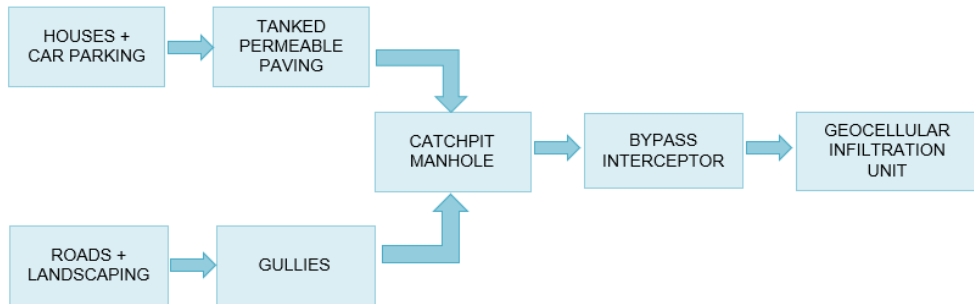 HOUSES +
CAR PARKING
TANKED
PERMEABLE
PAVING
CATCHPIT
MANHOLE
BYPASS
INTERCEPTOR
GEOCELLULAR
INFILTRATION
UNIT
ROADS +
LANDSCAPING
GULLIES